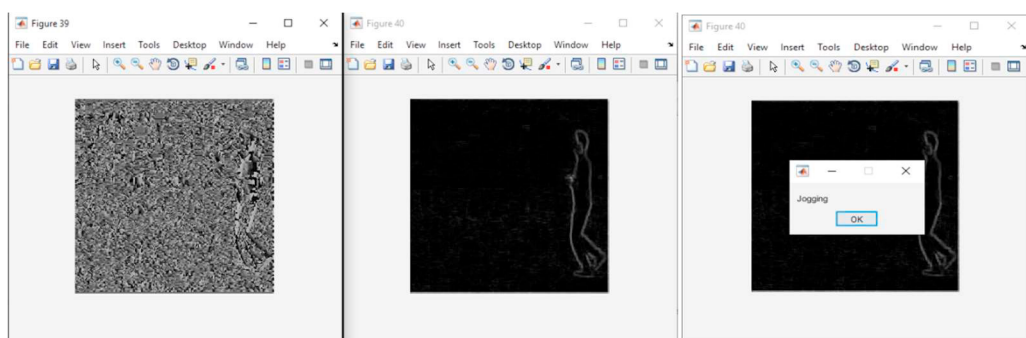 Figure 39
File Edit View Insert Tools Desktop Window Help
Figure 40
File Edit View Insert Tools Desktop Window Help
Figure 40
File Edit View Insert Tools Desktop Window Help
Jogging
OK